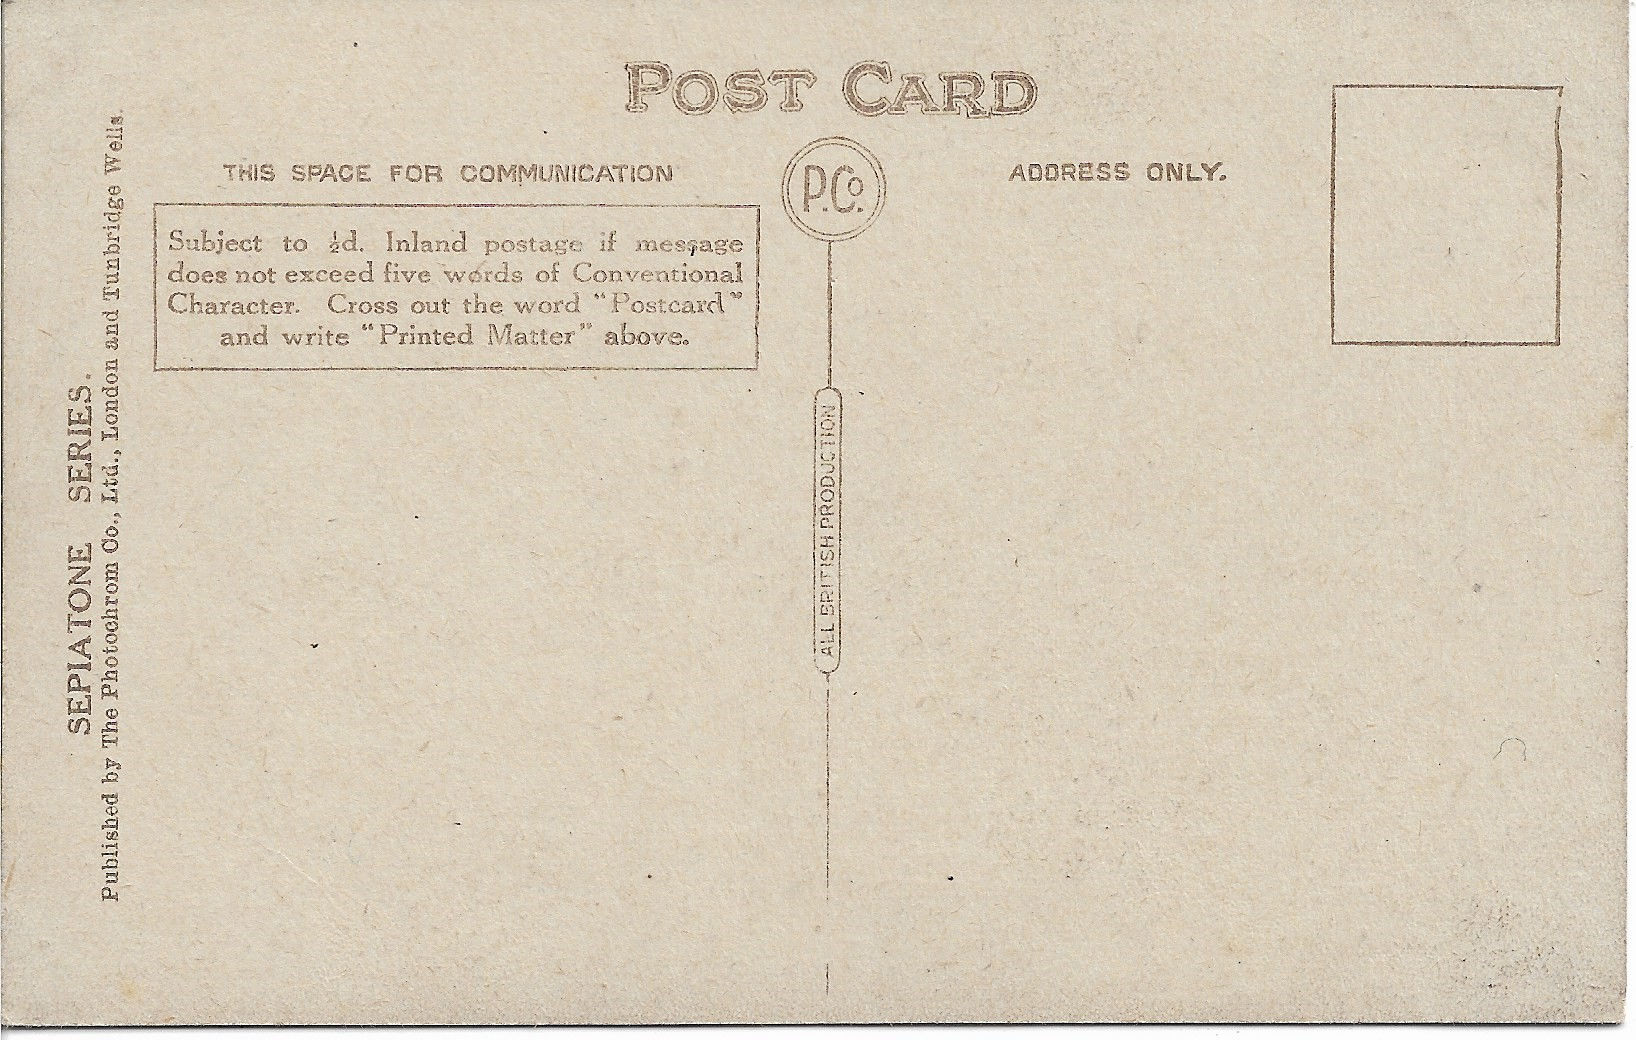 POST CARD
THIS SPACE FOR COMMUNICATION
P.Co.
ADDRESS ONLY.
Subject to ½d. Inland postage if message
does not exceed five words of Conventional
Character. Cross out the word "Postcard"
and write "Printed Matter" above.
ALL BRITISH PRODUCTION
SEPIATONE SERIES.
Published by The Photochrom Co., Ltd., London and Tunbridge Wells.